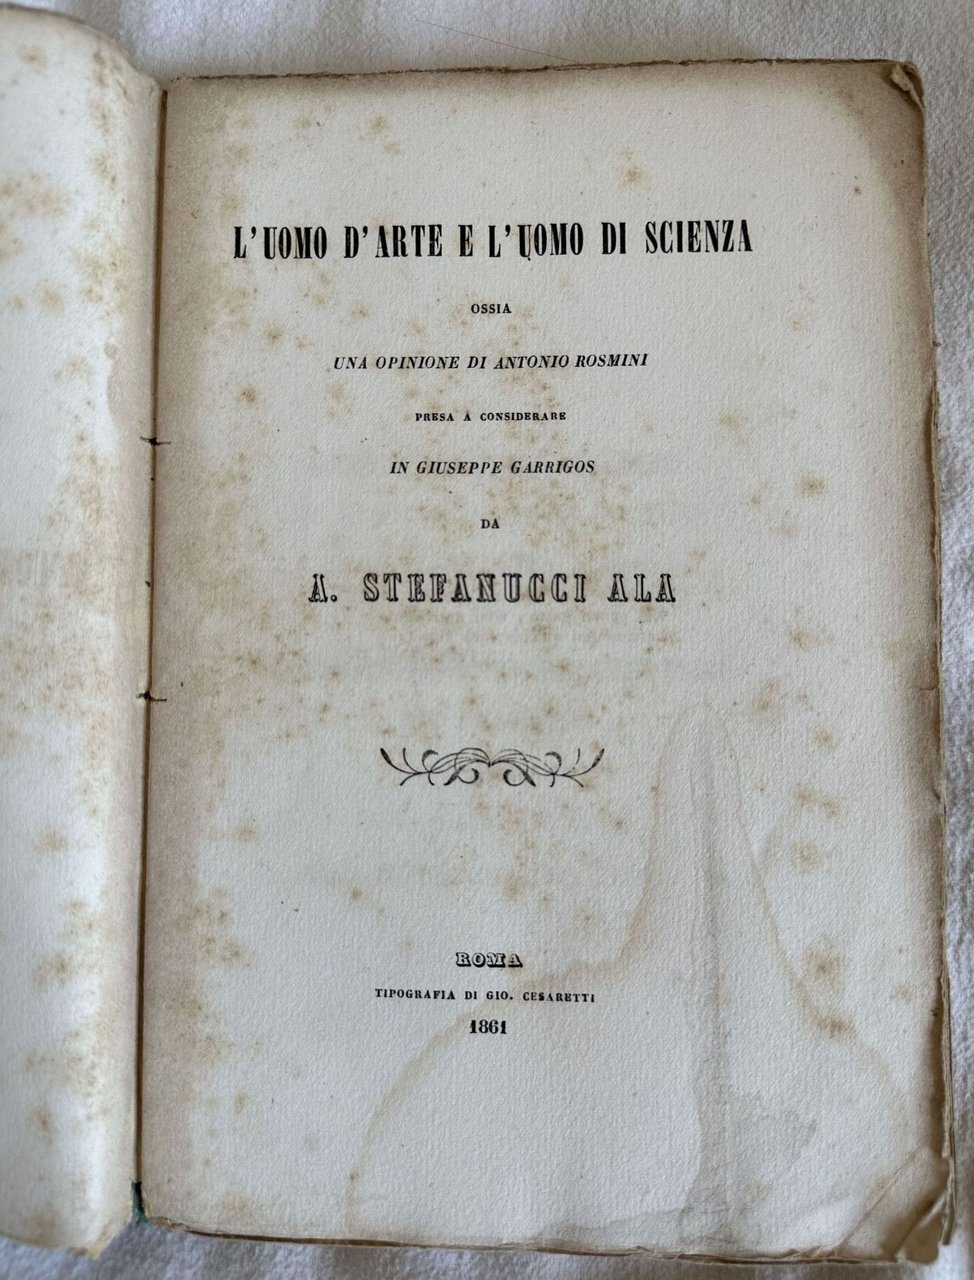 L'UOMO D'ARTE E L'UOMO DI SCIENZA
OSSIA
UNA OPINIONE DI ANTONIO ROSMINI
PRESA A CONSIDERARE
IN GIUSEPPE GARRIGOS
DA
A. STEFANUCCI ALA
ROMA
TIPOGRAFIA DI GIO. CESARETTI
1861